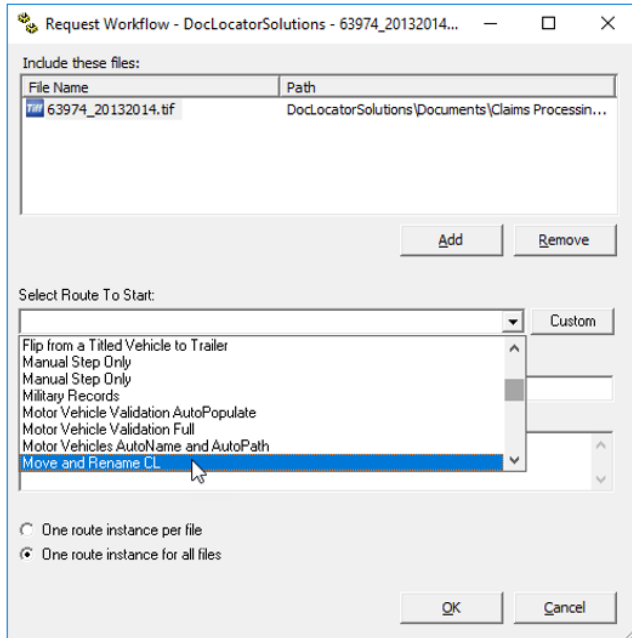 Request Workflow - DocLocatorSolutions - 63974_20132014...
Include these files:
File Name Path
Tiff 63974_20132014.tif DocLocatorSolutions\Documents\Claims Processin...
Add Remove
Select Route To Start:
Custom
Flip from a Titled Vehicle to Trailer
Manual Step Only
Manual Step Only
Military Records
Motor Vehicle Validation AutoPopulate
Motor Vehicle Validation Full
Motor Vehicles AutoName and AutoPath
Move and Rename CL
One route instance per file
One route instance for all files
OK Cancel